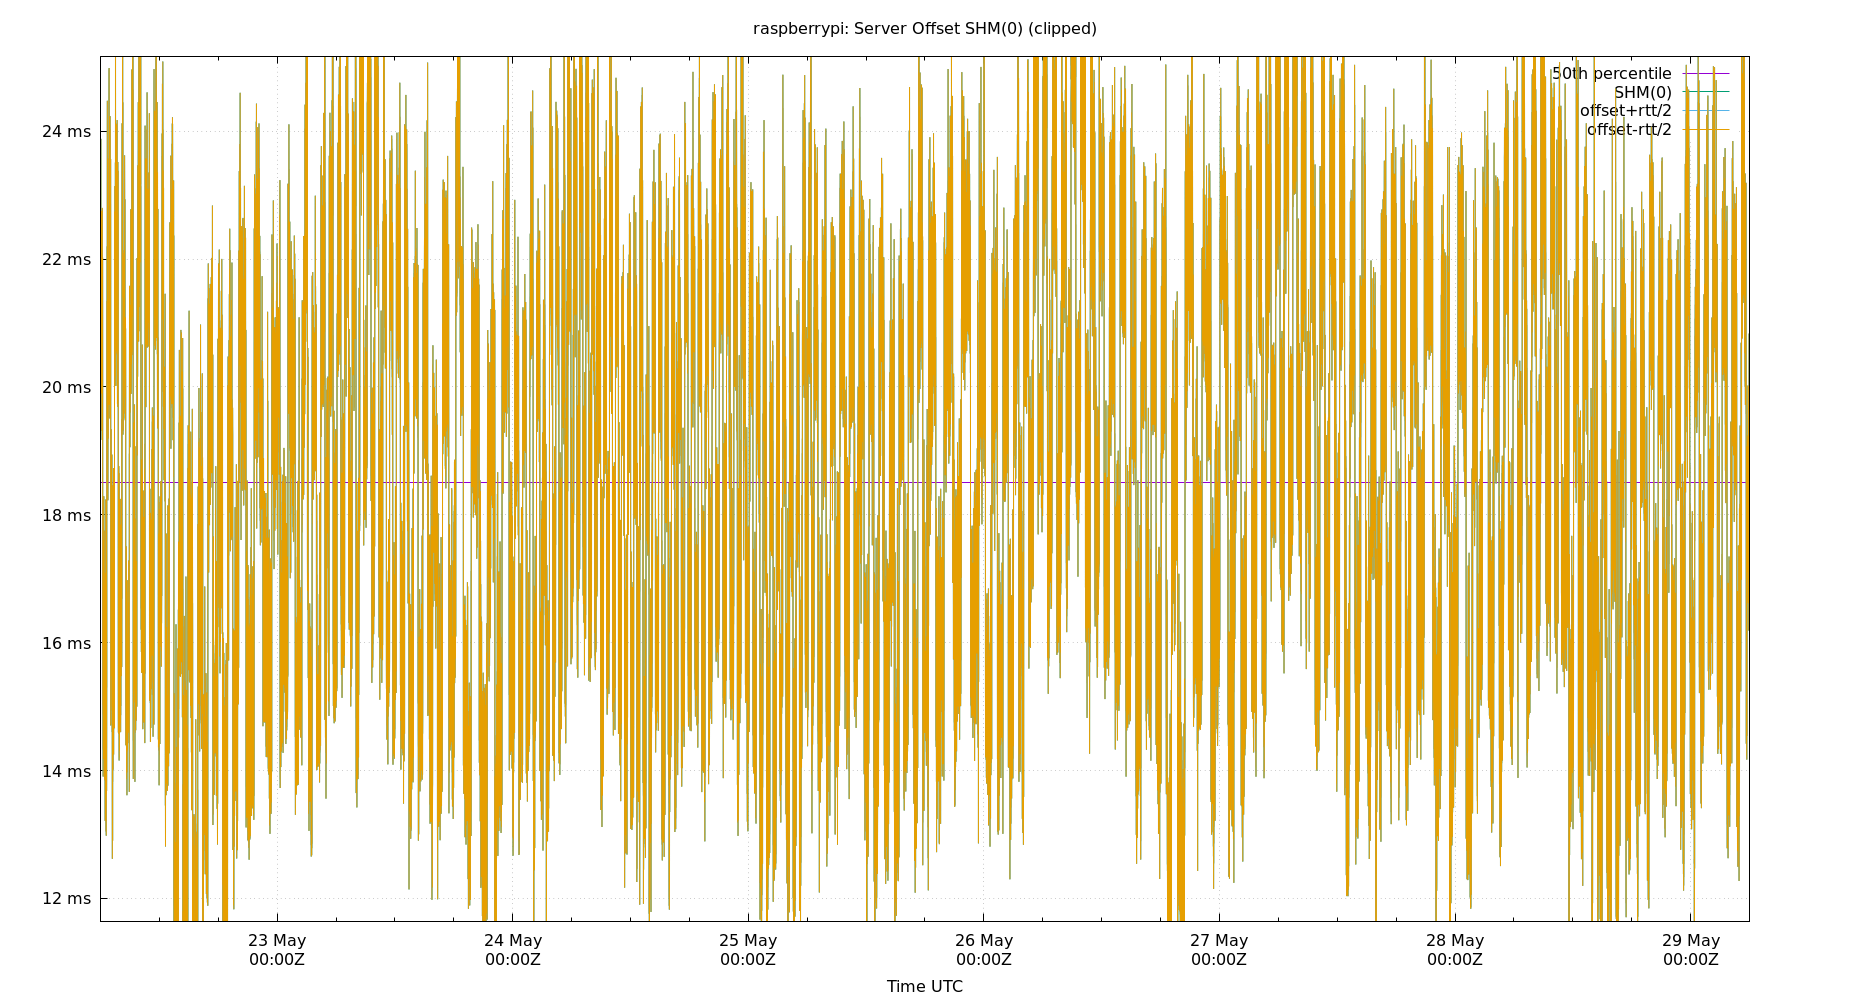 raspberrypi: Server Offset SHM(0) (clipped)
50th percentile
SHM(0)
offset+rtt/2
offset-rtt/2
24 ms
22 ms
20 ms
18 ms
16 ms
14 ms
12 ms
23 May 24 May 25 May 26 May 27 May 28 May 29 May
00:00Z 00:00Z 00:00Z 00:00Z 00:00Z 00:00Z 00:00Z
Time UTC